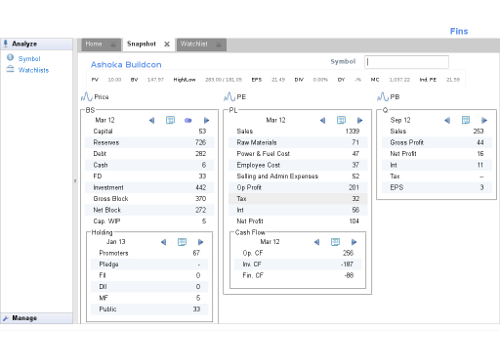 Fins
Analyze
Symbol
Watchlists
Manage
Home Snapshot Watchlist
Ashoka Buildcon Symbol
FV 10.00 BV 147.97 High/Low 283.00 / 181.05 EPS 21.49 DIV 0.00% DY -% MC 1,037.22 Ind. PE 21.59
Price PE PB
BS
Mar 12
Capital 53
Reserves 726
Debt 282
Cash 6
FD 33
Investment 442
Gross Block 370
Net Block 272
Cap. WIP 5
Holding
Jan 13
Promoters 67
Pledge -
FII 0
DII 0
MF 5
Public 33
PL
Mar 12
Sales 1339
Raw Materials 71
Power & Fuel Cost 47
Employee Cost 37
Selling and Admin Expenses 52
Op Profit 201
Tax 32
Int 56
Net Profit 104
Cash Flow
Mar 12
Op. CF 256
Inv. CF -187
Fin. CF -88
Q
Sep 12
Sales 253
Gross Profit 44
Net Profit 16
Int 11
Tax --
EPS 3